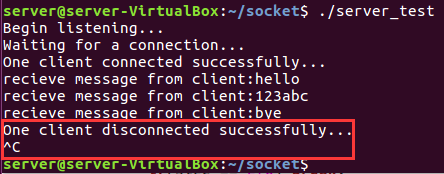 server@server-VirtualBox:~/socket$ ./server_test
Begin listening...
Waiting for a connection...
One client connected successfully...
recieve message from client:hello
recieve message from client:123abc
recieve message from client:bye
One client disconnected successfully...
^C
server@server-VirtualBox:~/socket$